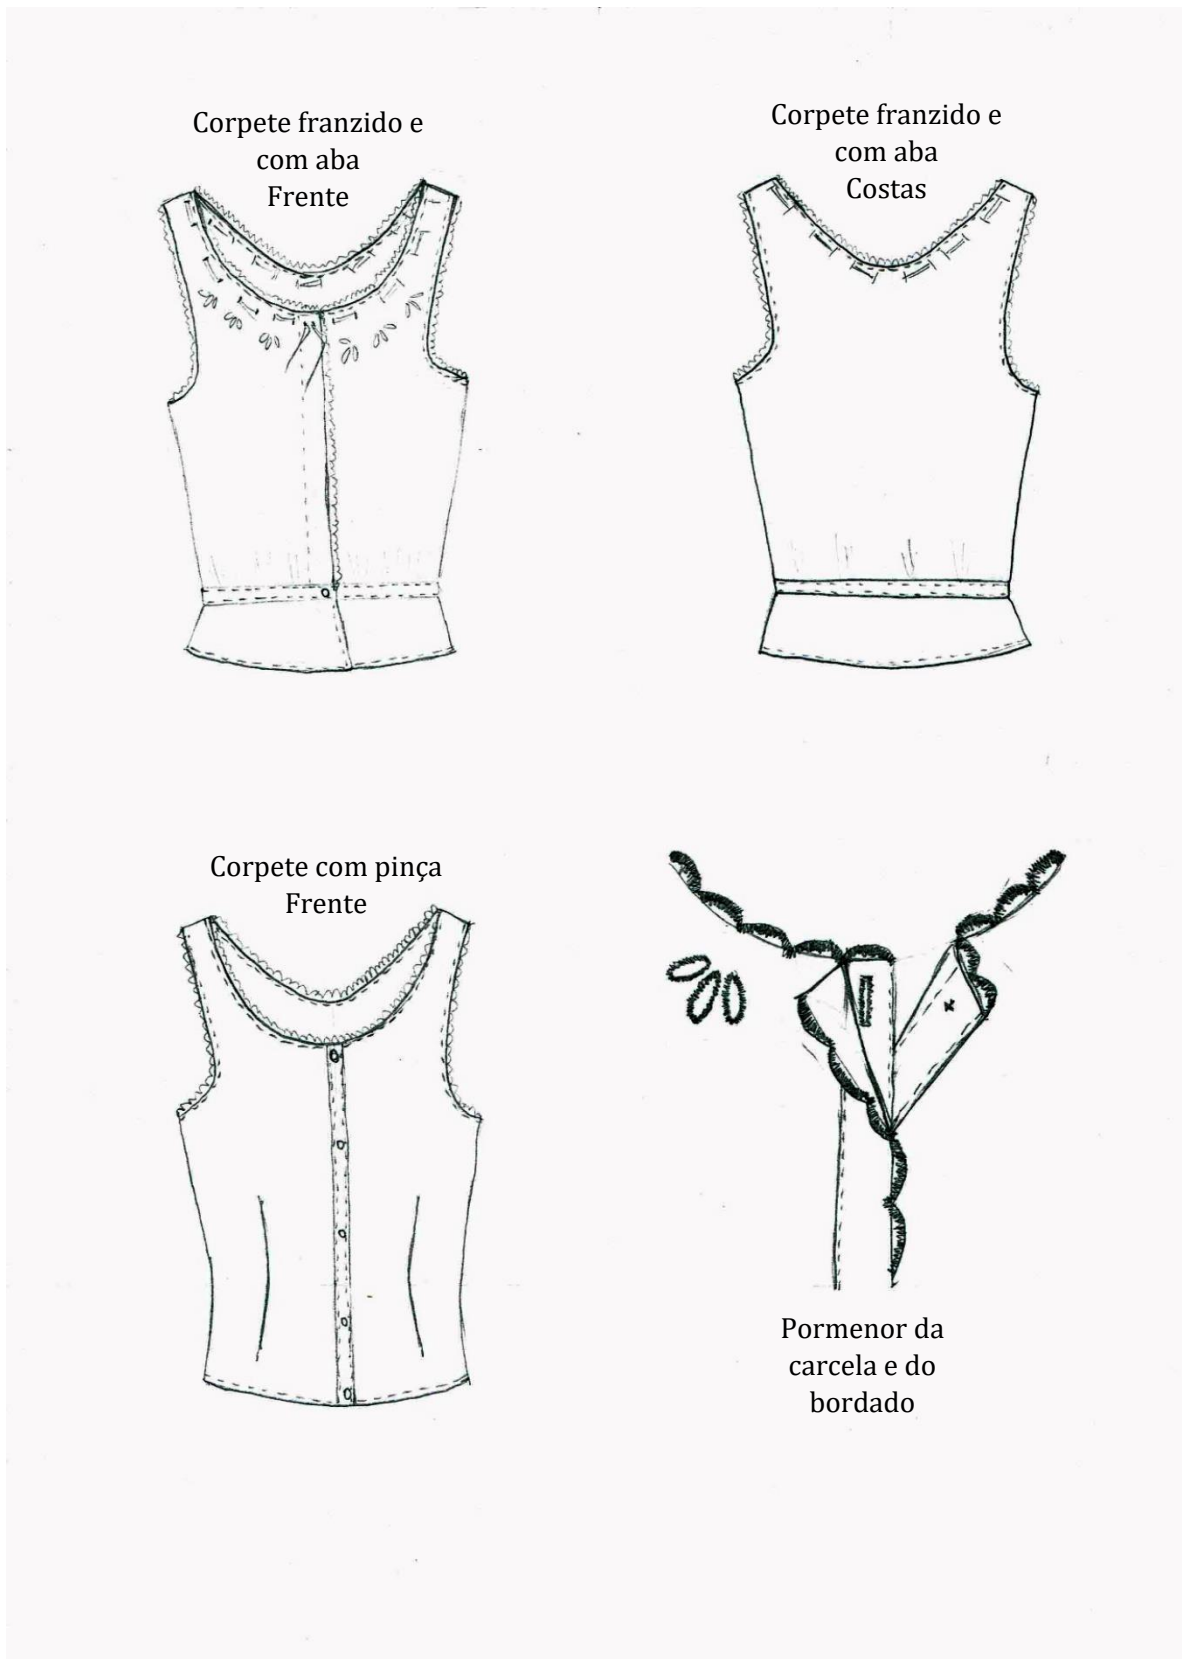 Corpete franzido e
com aba
Frente
Corpete franzido e
com aba
Costas
Corpete com pinça
Frente
Pormenor da
carcela e do
bordado